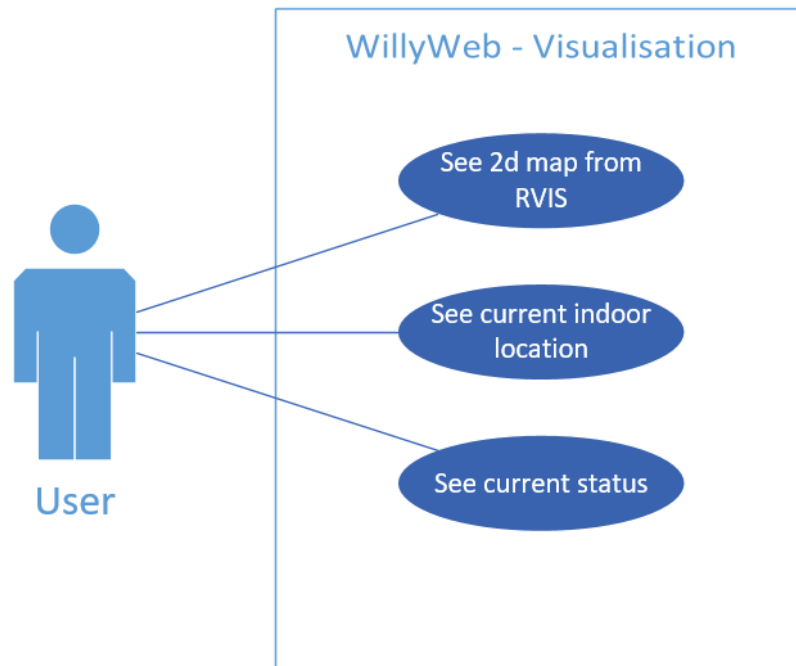 WillyWeb - Visualisation
See 2d map from
RVIS
See current indoor
location
See current status
User